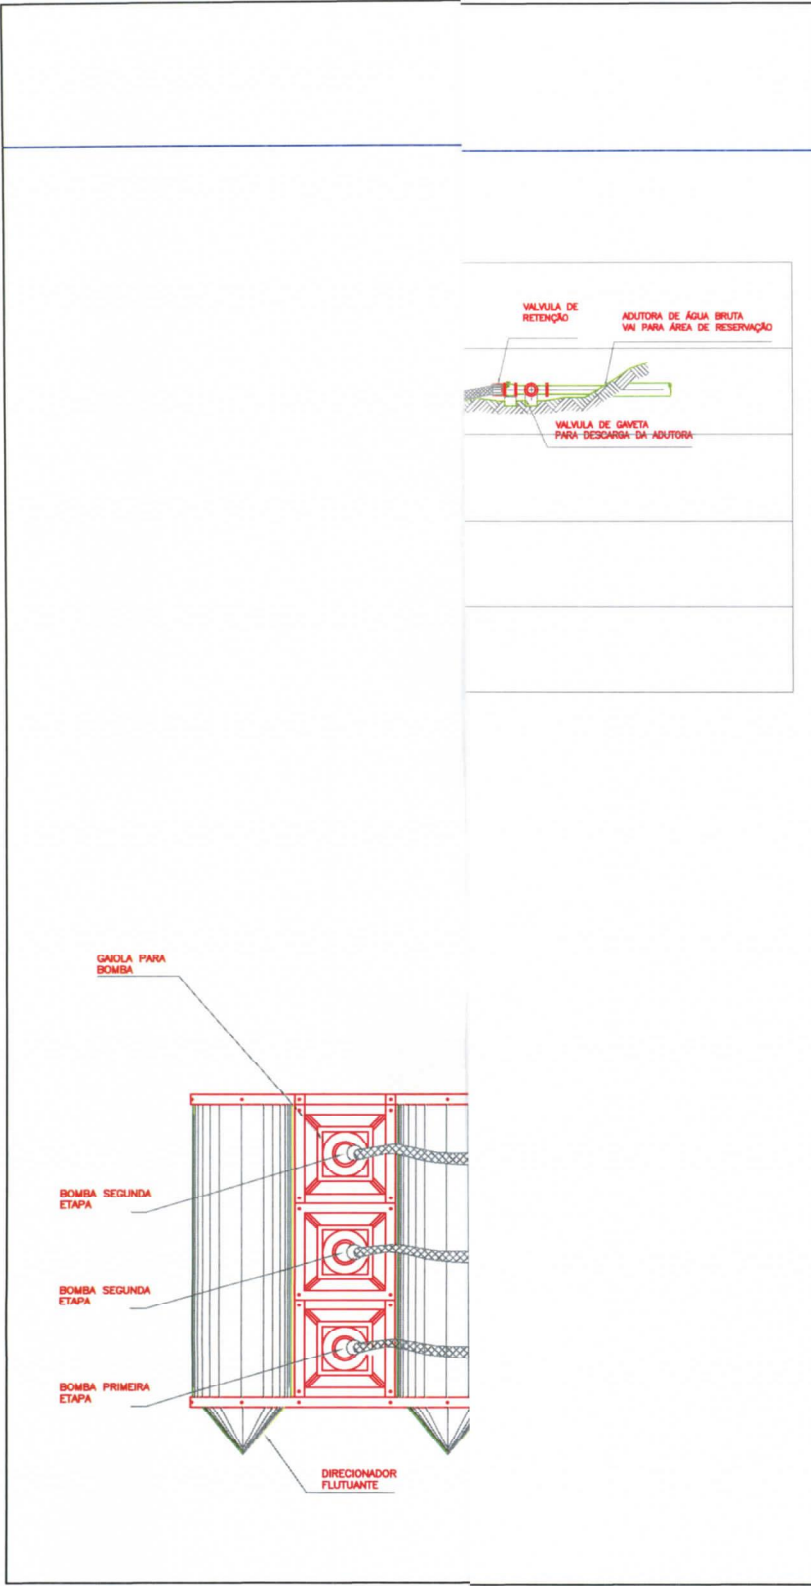 VALVULA DE
RETENÇÃO
ADUTORA DE ÁGUA BRUTA
VAI PARA ÁREA DE RESERVAÇÃO
VALVULA DE GAVETA
PARA DESCARGA DA ADUTORA
GAIOLA PARA
BOMBA
BOMBA SEGUNDA
ETAPA
BOMBA SEGUNDA
ETAPA
BOMBA PRIMEIRA
ETAPA
DIRECIONADOR
FLUTUANTE